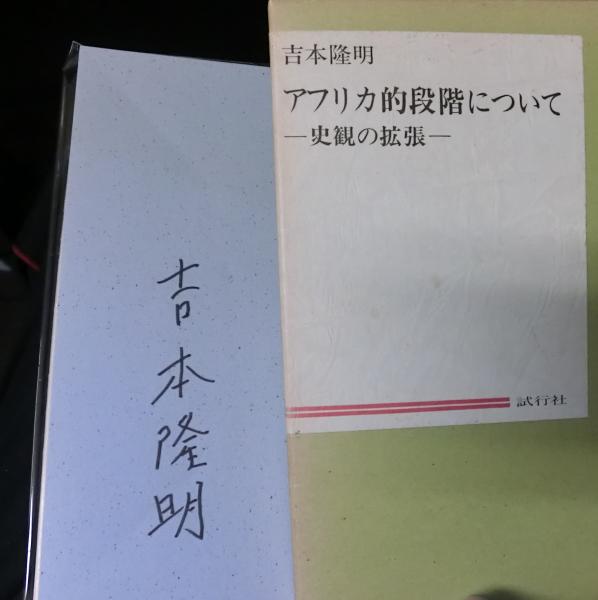 吉本隆明
アフリカ的段階について
―史観の拡張―
試行社
吉本隆明